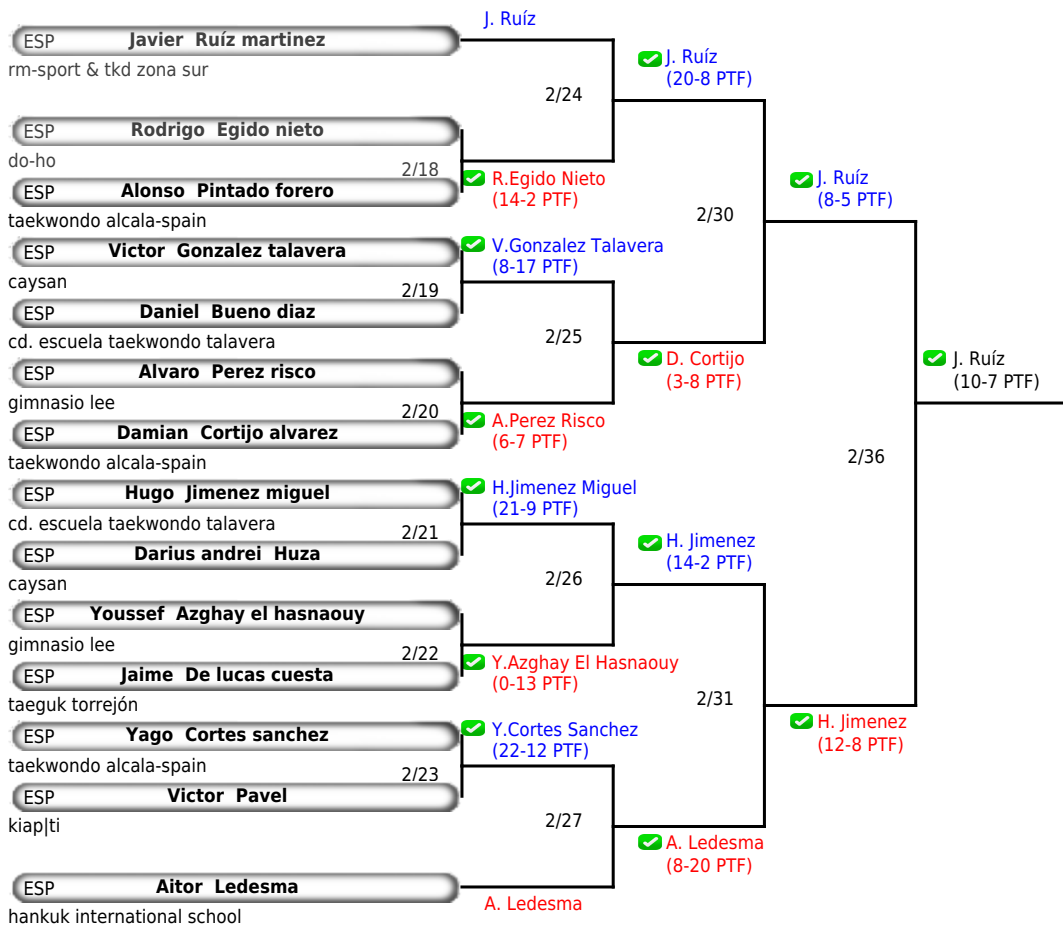 J. Ruíz
ESP Javier Ruíz martinez
rm-sport & tkd zona sur
J. Ruíz
(20-8 PTF)
2/24
ESP Rodrigo Egido nieto
do-ho
2/18
R.Egido Nieto
(14-2 PTF)
ESP Alonso Pintado forero
taekwondo alcala-spain
J. Ruíz
(8-5 PTF)
2/30
ESP Victor Gonzalez talavera
V.Gonzalez Talavera
(8-17 PTF)
caysan
2/19
ESP Daniel Bueno diaz
cd. escuela taekwondo talavera
2/25
D. Cortijo
(3-8 PTF)
J. Ruíz
(10-7 PTF)
ESP Alvaro Perez risco
gimnasio lee
2/20
A.Perez Risco
(6-7 PTF)
ESP Damian Cortijo alvarez
taekwondo alcala-spain
2/36
ESP Hugo Jimenez miguel
H.Jimenez Miguel
(21-9 PTF)
cd. escuela taekwondo talavera
2/21
H. Jimenez
(14-2 PTF)
ESP Darius andrei Huza
caysan
2/26
ESP Youssef Azghay el hasnaouy
gimnasio lee
2/22
Y.Azghay El Hasnaouy
(0-13 PTF)
ESP Jaime De lucas cuesta
taeguk torrejón
2/31
H. Jimenez
(12-8 PTF)
ESP Yago Cortes sanchez
Y.Cortes Sanchez
(22-12 PTF)
taekwondo alcala-spain
2/23
ESP Victor Pavel
kiap|ti
2/27
A. Ledesma
(8-20 PTF)
ESP Aitor Ledesma
A. Ledesma
hankuk international school